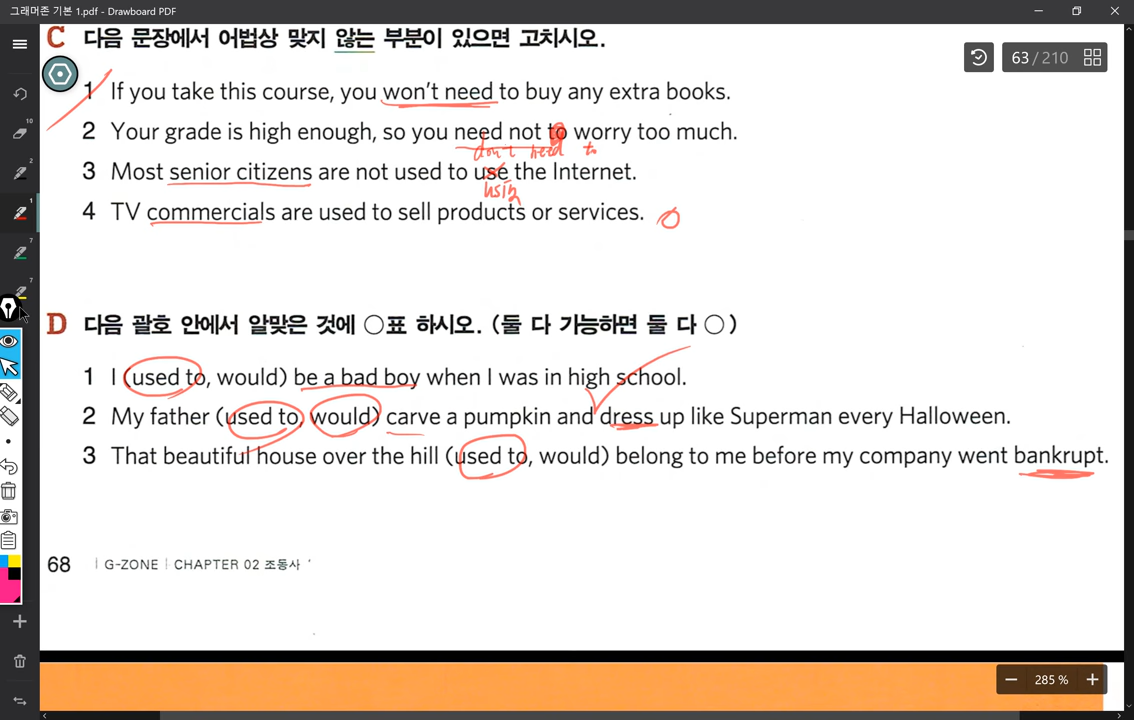 그래머존 기본 1.pdf - Drawboard PDF
63 / 210
C 다음 문장에서 어법상 맞지 않는 부분이 있으면 고치시오.
1 If you take this course, you won't need to buy any extra books.
2 Your grade is high enough, so you need not to worry too much.
don't need to
3 Most senior citizens are not used to use the Internet.
using
4 TV commercials are used to sell products or services.
D 다음 괄호 안에서 알맞은 것에 ○표 하시오. (둘 다 가능하면 둘 다 ○)
1 I (used to, would) be a bad boy when I was in high school.
2 My father (used to, would) carve a pumpkin and dress up like Superman every Halloween.
3 That beautiful house over the hill (used to, would) belong to me before my company went bankrupt.
68 G-ZONE CHAPTER 02 조동사
285 %
10
2
1
7
7